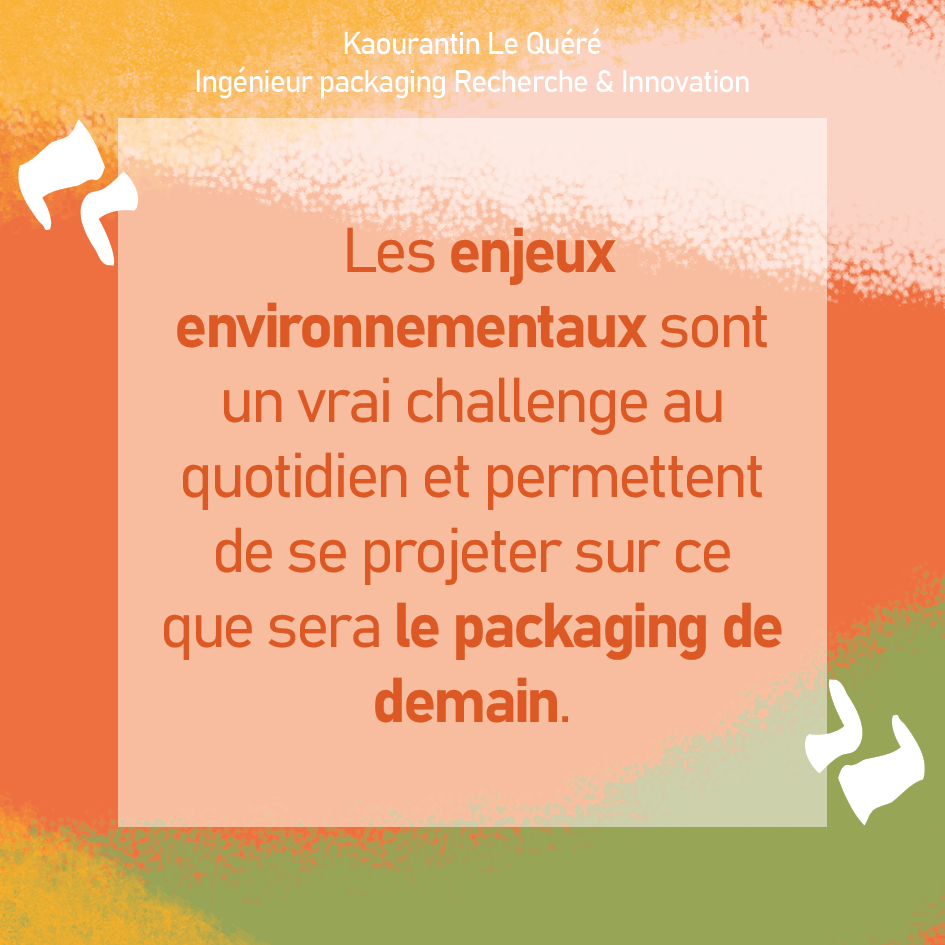 Kaourantin Le Quéré
Ingénieur packaging Recherche & Innovation
Les enjeux
environnementaux sont
un vrai challenge au
quotidien et permettent
de se projeter sur ce
que sera le packaging de
demain.